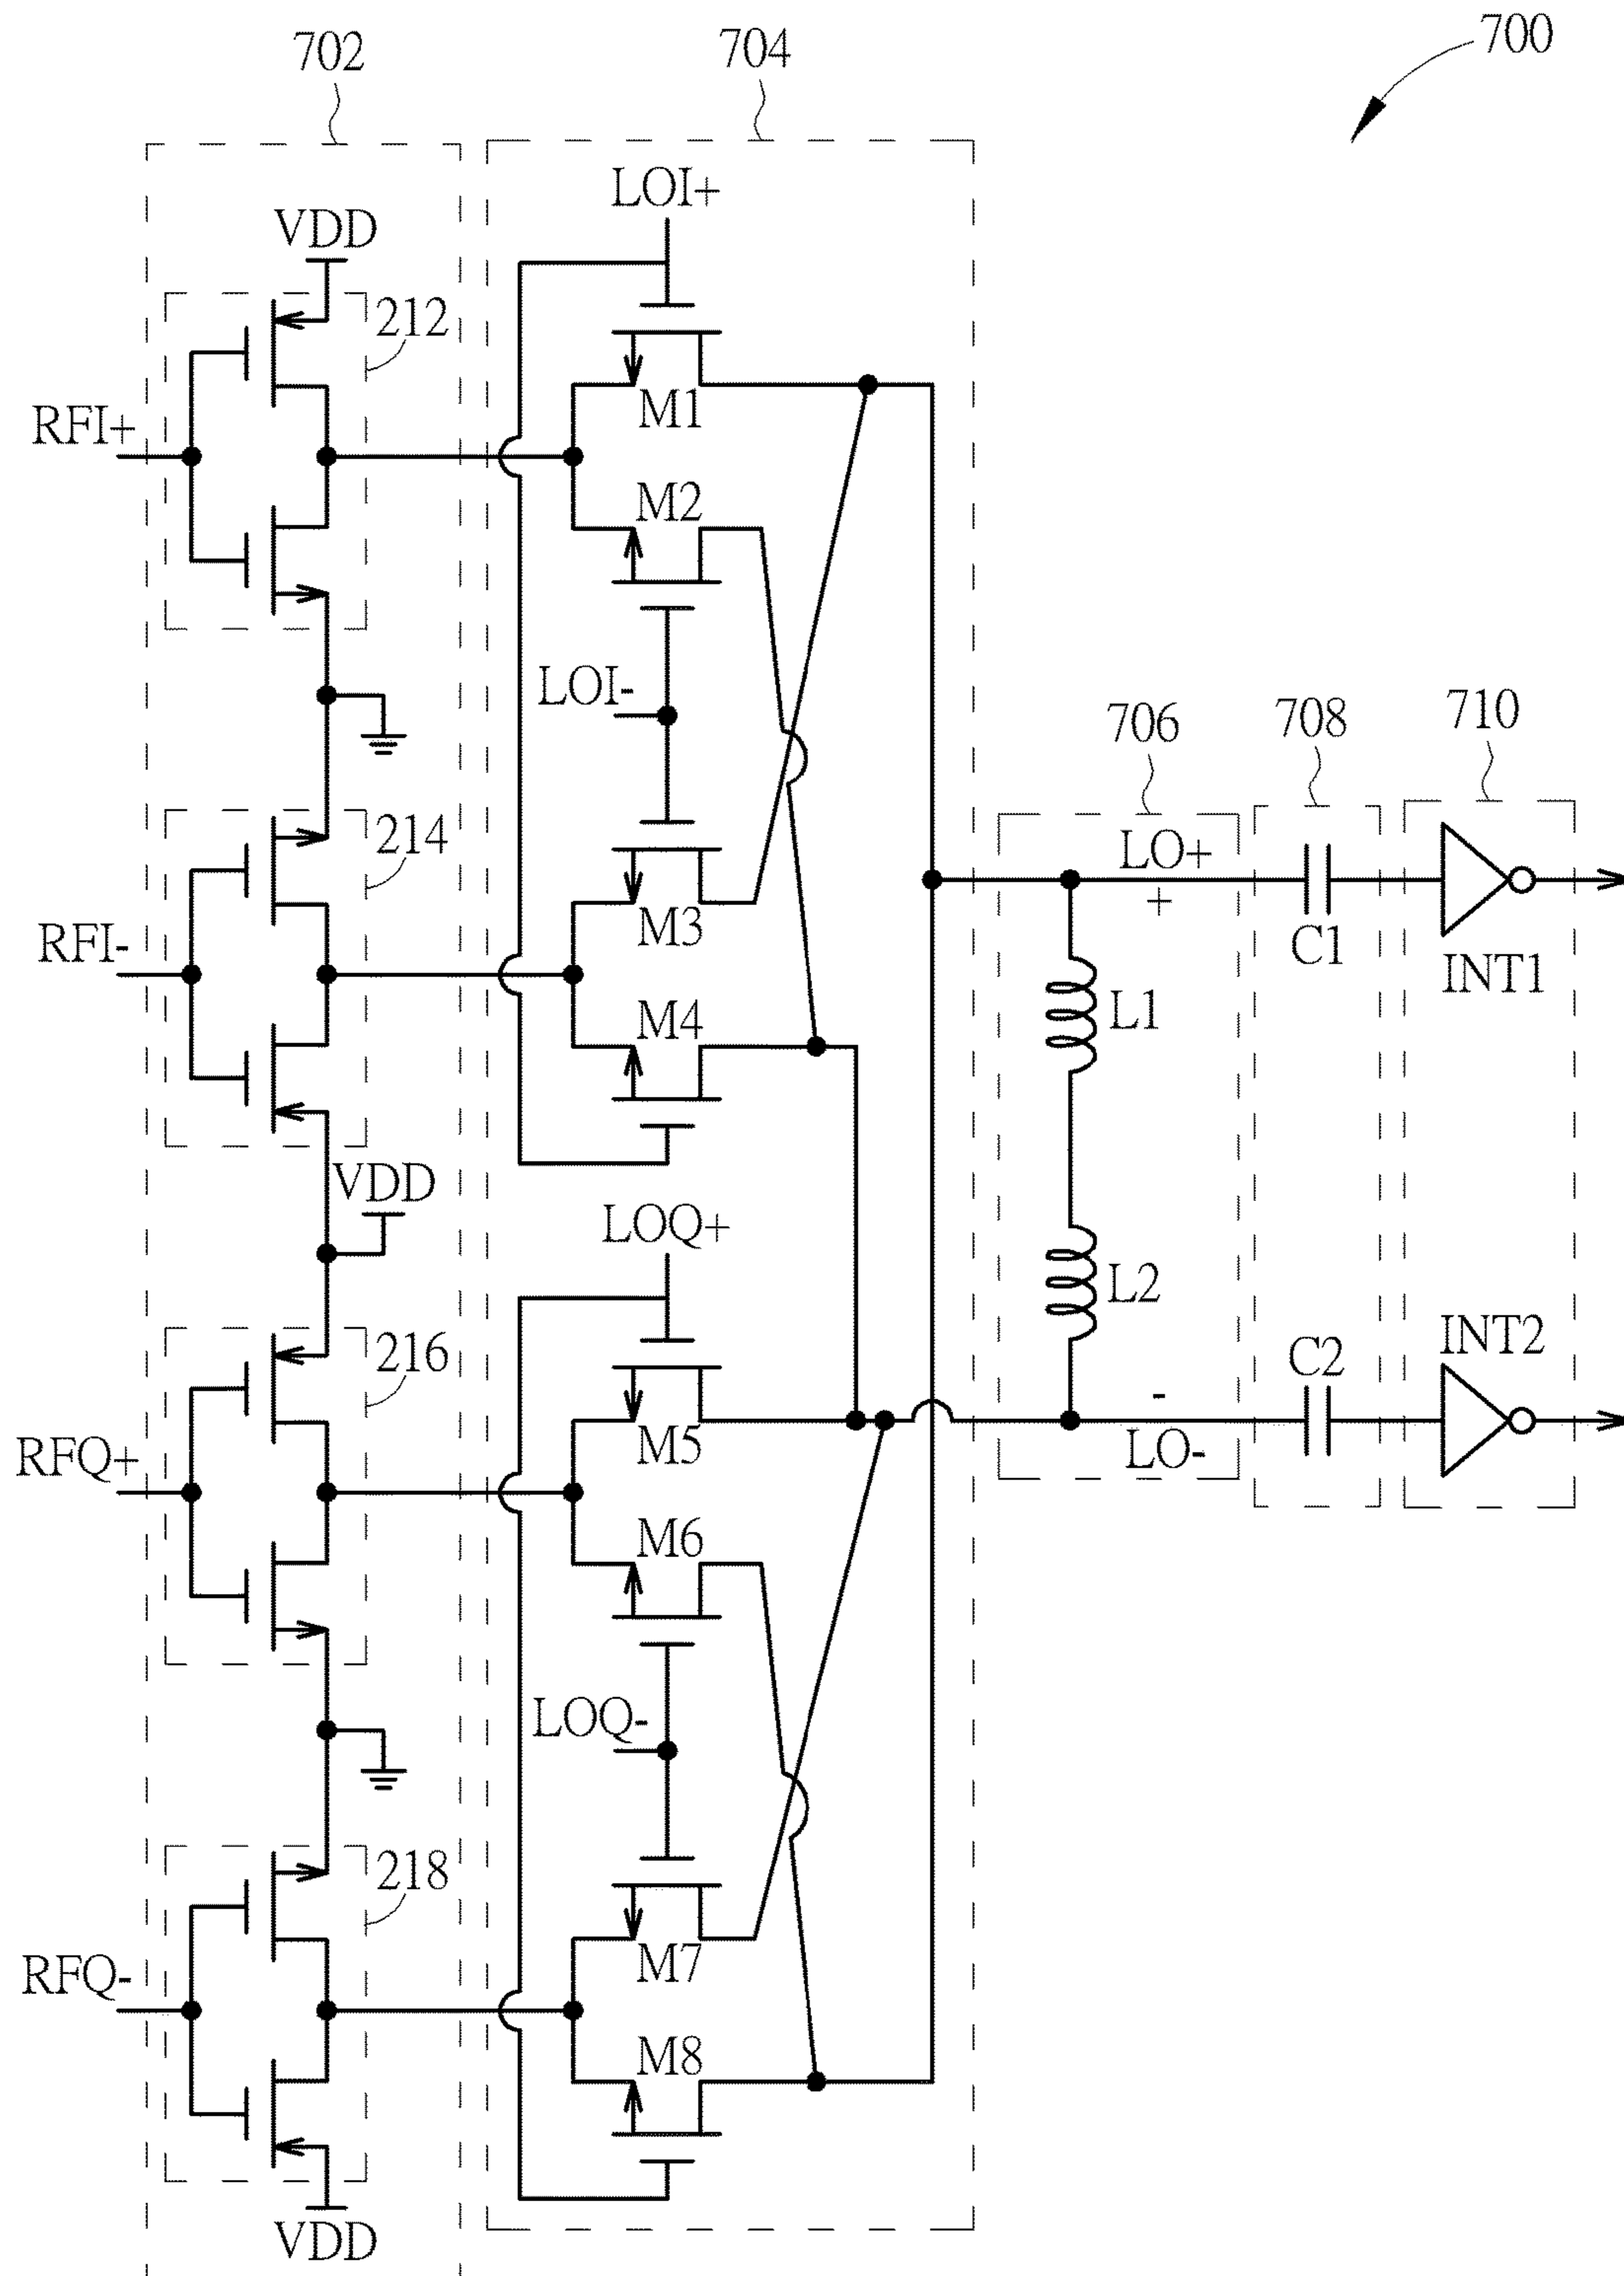 700
702
704
LOI+
VDD
212
RFI+
M1
M2
LOI-
214
RFI-
M3
M4
VDD
706
708
710
LO+
+
C1
INT1
L1
L2
LOQ+
216
RFQ+
M5
-
LO-
C2
INT2
M6
LOQ-
218
RFQ-
M7
M8
VDD